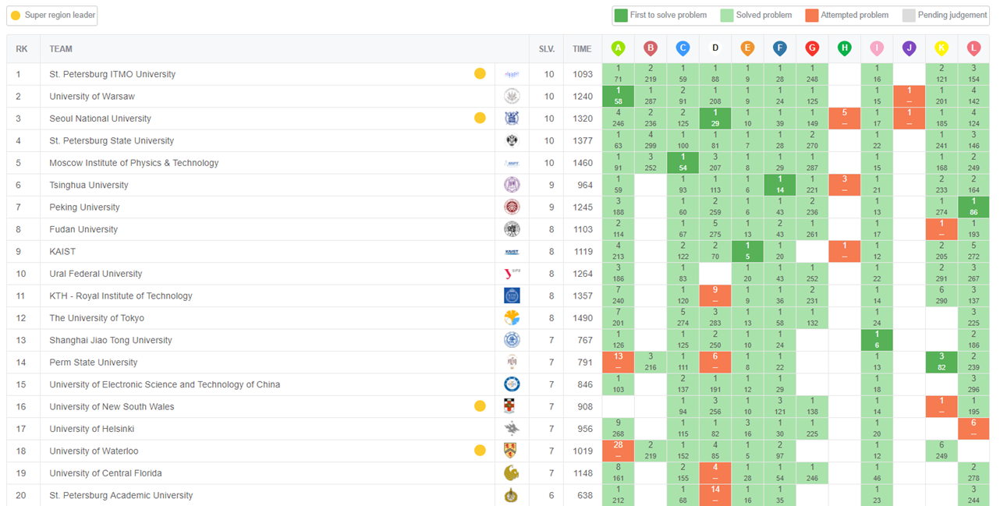 Super region leader
First to solve problem Solved problem Attempted problem Pending judgement
RK TEAM SLV. TIME A B C D E F G H I J K L
1 St. Petersburg ITMO University 10 1093 1 71 2 219 1 59 1 88 1 9 1 28 1 248 1 16 2 121 3 154
2 University of Warsaw 10 1240 1 58 1 287 2 91 1 208 1 9 1 24 1 125 1 15 1 -- 1 201 4 142
3 Seoul National University 10 1320 4 246 2 236 2 125 1 29 1 10 1 39 1 149 5 -- 1 17 1 -- 1 185 4 124
4 St. Petersburg State University 10 1377 1 63 4 299 1 100 1 81 1 7 1 28 2 270 1 22 1 241 3 146
5 Moscow Institute of Physics & Technology 10 1460 1 91 3 252 1 54 3 207 1 8 1 29 1 287 1 15 1 168 2 249
6 Tsinghua University 9 964 1 59 1 93 1 113 1 6 1 14 1 221 3 -- 1 21 2 233 2 164
7 Peking University 9 1245 3 188 1 60 2 259 1 6 1 43 2 236 1 13 1 274 1 86
8 Fudan University 8 1103 2 114 1 67 5 275 1 13 2 43 1 261 1 17 1 -- 1 193
9 KAIST KAIST 8 1119 4 213 2 122 2 70 1 5 1 20 1 -- 1 12 2 205 5 272
10 Ural Federal University 8 1264 3 186 1 83 1 20 1 43 1 252 1 22 2 291 3 267
11 KTH - Royal Institute of Technology 8 1357 7 240 1 120 9 -- 1 9 1 36 2 231 1 14 6 290 3 137
12 The University of Tokyo 8 1490 7 201 5 274 3 283 1 13 1 58 1 132 1 24 3 225
13 Shanghai Jiao Tong University 7 767 1 126 1 125 2 250 1 10 1 24 1 6 2 186
14 Perm State University 7 791 13 -- 3 216 1 111 6 -- 1 8 1 22 1 13 3 82 2 239
15 University of Electronic Science and Technology of China 7 846 1 103 2 137 1 191 1 12 1 29 1 18 3 296
16 University of New South Wales 7 908 1 94 3 256 1 10 3 121 1 138 1 14 1 -- 1 195
17 University of Helsinki 7 956 9 268 1 115 1 82 3 16 1 30 1 225 1 20 6 --
18 University of Waterloo 7 1019 28 -- 2 219 1 152 4 85 1 5 2 97 1 12 6 249
19 University of Central Florida 7 1148 8 161 2 155 4 -- 1 28 1 54 1 246 1 46 2 278
20 St. Petersburg Academic University 6 638 1 212 1 68 14 -- 1 16 1 35 1 23 3 244